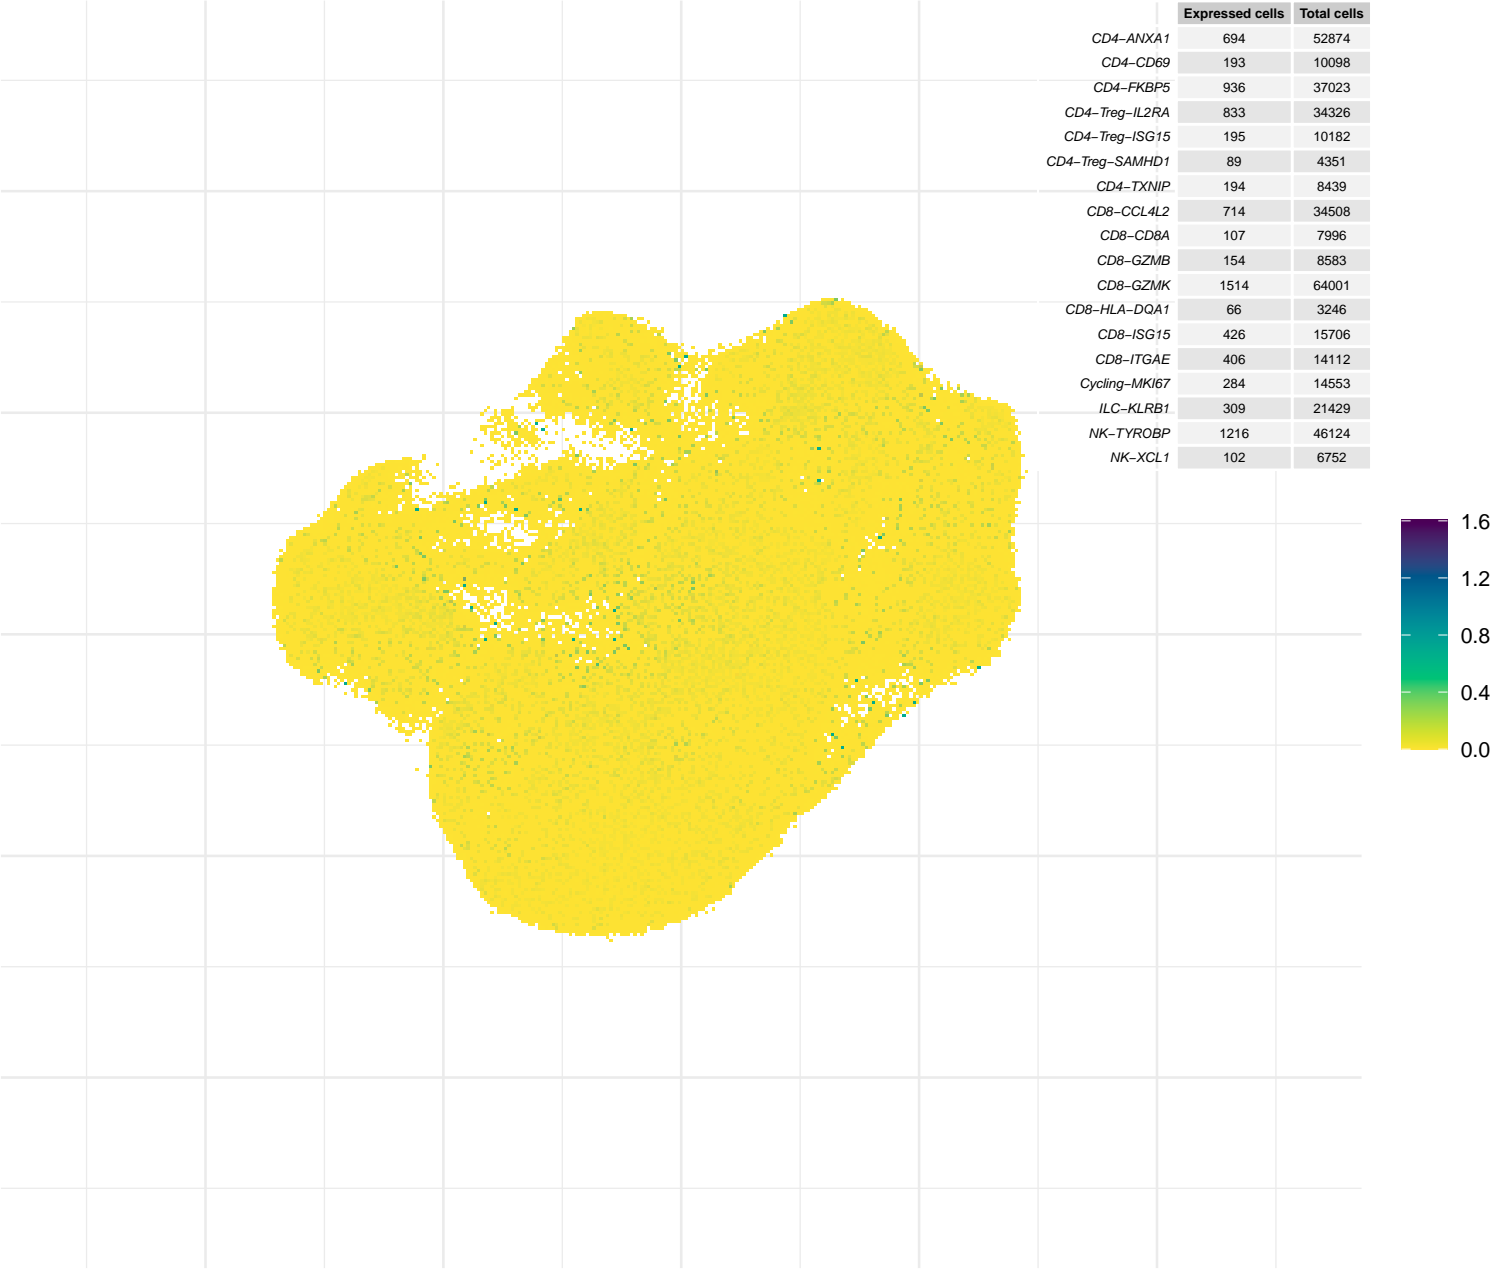 Expressed cells Total cells
CD4−ANXA1 694 52874
CD4−CD69 193 10098
CD4−FKBP5 936 37023
CD4−Treg−IL2RA 833 34326
CD4−Treg−ISG15 195 10182
CD4−Treg−SAMHD1 89 4351
CD4−TXNIP 194 8439
CD8−CCL4L2 714 34508
CD8−CD8A 107 7996
CD8−GZMB 154 8583
CD8−GZMK 1514 64001
CD8−HLA−DQA1 66 3246
CD8−ISG15 426 15706
CD8−ITGAE 406 14112
Cycling−MKI67 284 14553
ILC−KLRB1 309 21429
NK−TYROBP 1216 46124
NK−XCL1 102 6752
1.6
1.2
0.8
0.4
0.0